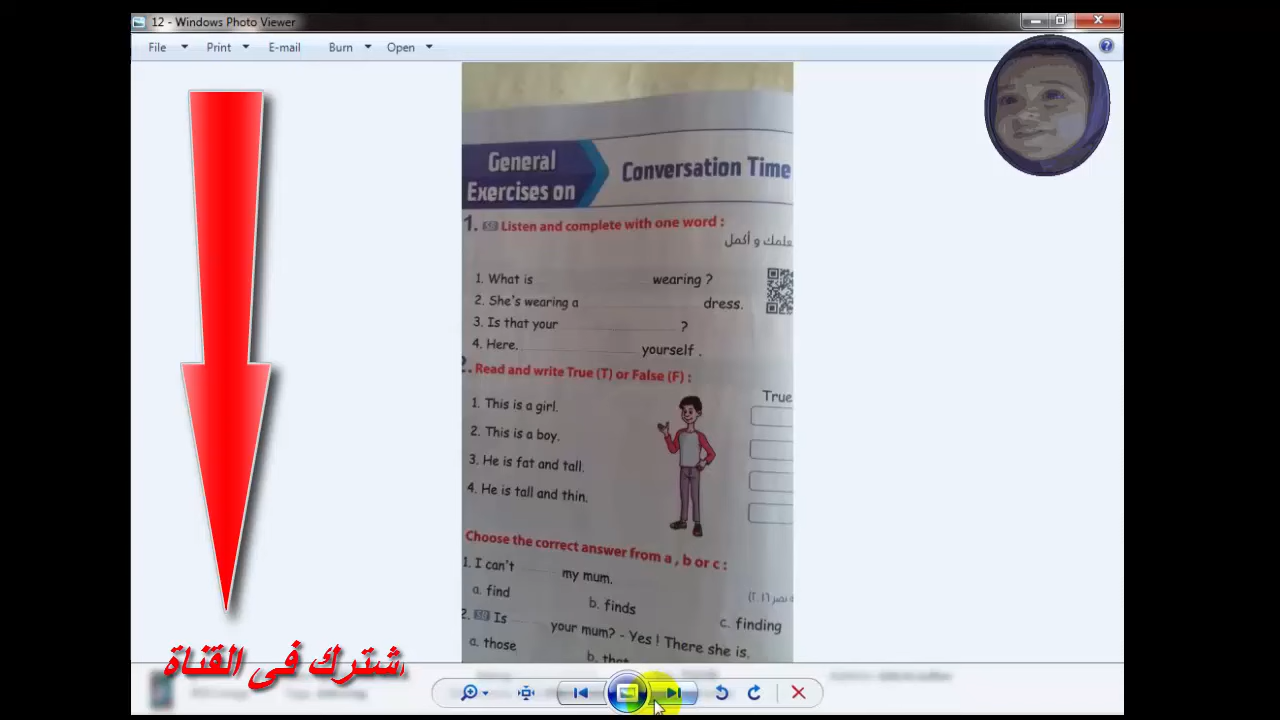 12 - Windows Photo Viewer
File Print E-mail Burn Open
General
Exercises on
Conversation Time
1. Listen and complete with one word :
علمك و أكمل
1. What is wearing ?
2. She's wearing a dress.
3. Is that your ?
4. Here, yourself .
2. Read and write True (T) or False (F) :
True
1. This is a girl.
2. This is a boy.
3. He is fat and tall.
4. He is tall and thin.
Choose the correct answer from a , b or c :
1. I can't my mum.
a. find b. finds c. finding
2. Is your mum? - Yes ! There she is.
a. those b. that
اشترك فى القناة